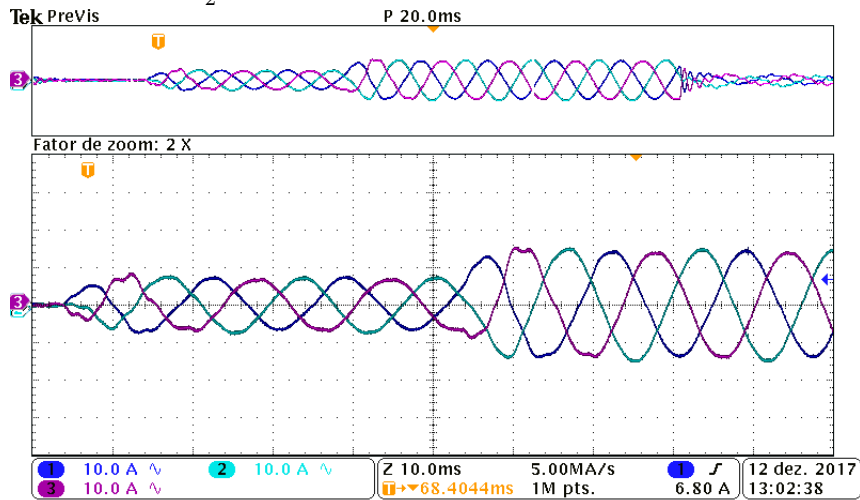 2
Tek PreVis P 20.0ms
T
3
Fator de zoom: 2 X
T
3
1 10.0 A ∿ 2 10.0 A ∿ Z 10.0ms 5.00MA/s 1 ʃ 12 dez. 2017
3 10.0 A ∿ T→▼68.4044ms 1M pts. 6.80 A 13:02:38